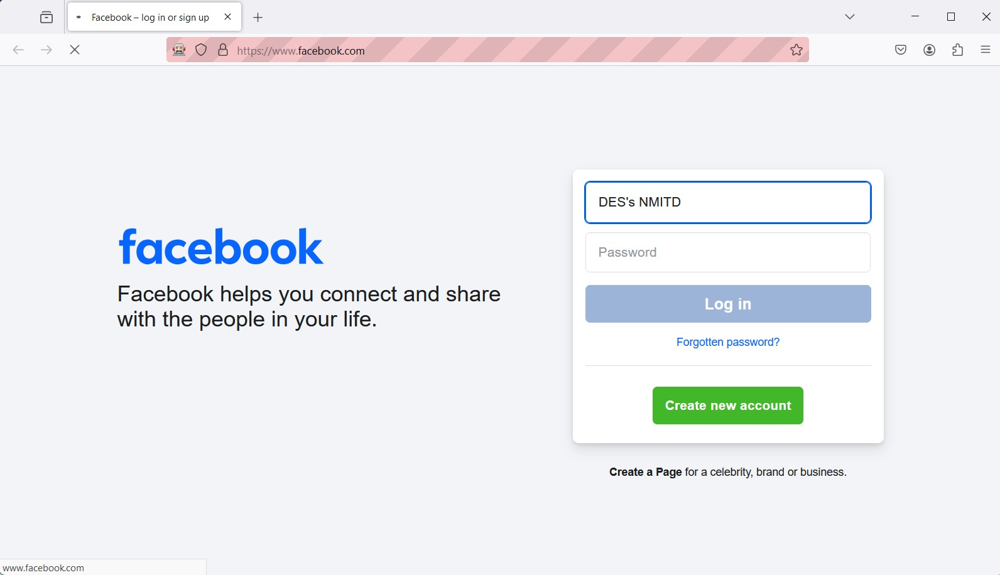 Facebook – log in or sign up
https://www.facebook.com
facebook
Facebook helps you connect and share
with the people in your life.
DES's NMITD
Password
Log in
Forgotten password?
Create new account
Create a Page for a celebrity, brand or business.
www.facebook.com